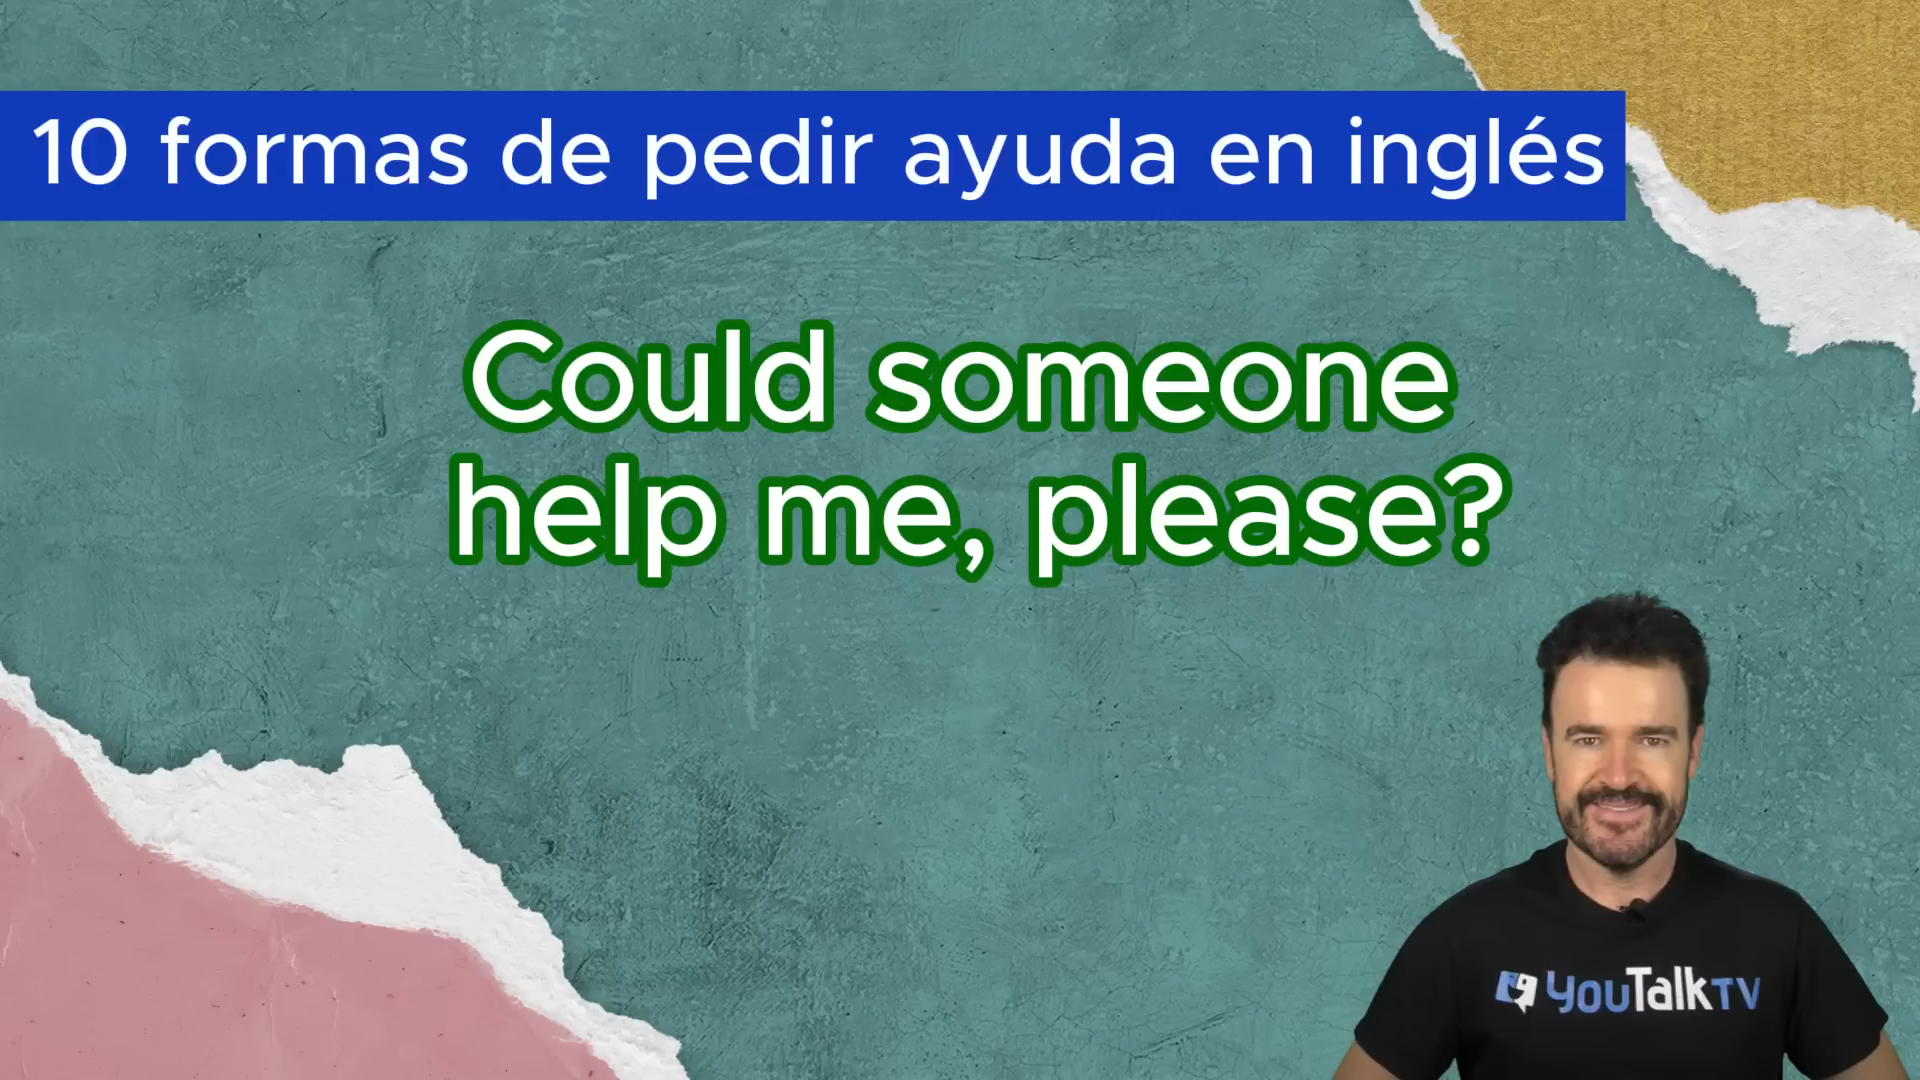 10 formas de pedir ayuda en inglés
Could someone
help me, please?
YouTalkTV